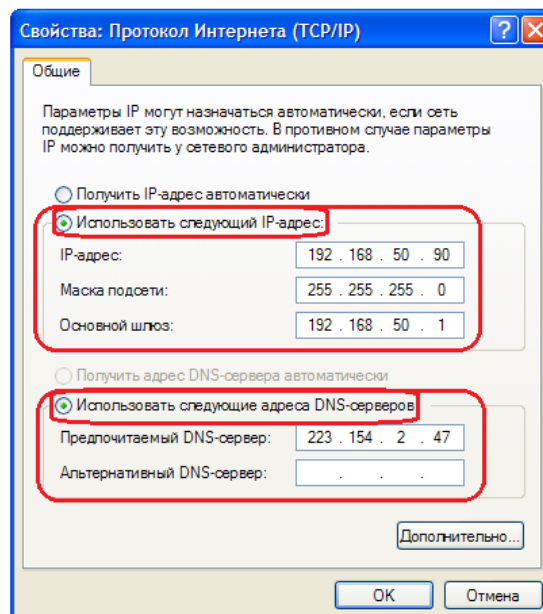 Свойства: Протокол Интернета (TCP/IP)
Общие
Параметры IP могут назначаться автоматически, если сеть
поддерживает эту возможность. В противном случае параметры
IP можно получить у сетевого администратора.
Получить IP-адрес автоматически
Использовать следующий IP-адрес:
IP-адрес: 192 . 168 . 50 . 90
Маска подсети: 255 . 255 . 255 . 0
Основной шлюз: 192 . 168 . 50 . 1
Получить адрес DNS-сервера автоматически
Использовать следующие адреса DNS-серверов
Предпочитаемый DNS-сервер: 223 . 154 . 2 . 47
Альтернативный DNS-сервер: . . .
Дополнительно...
OK Отмена